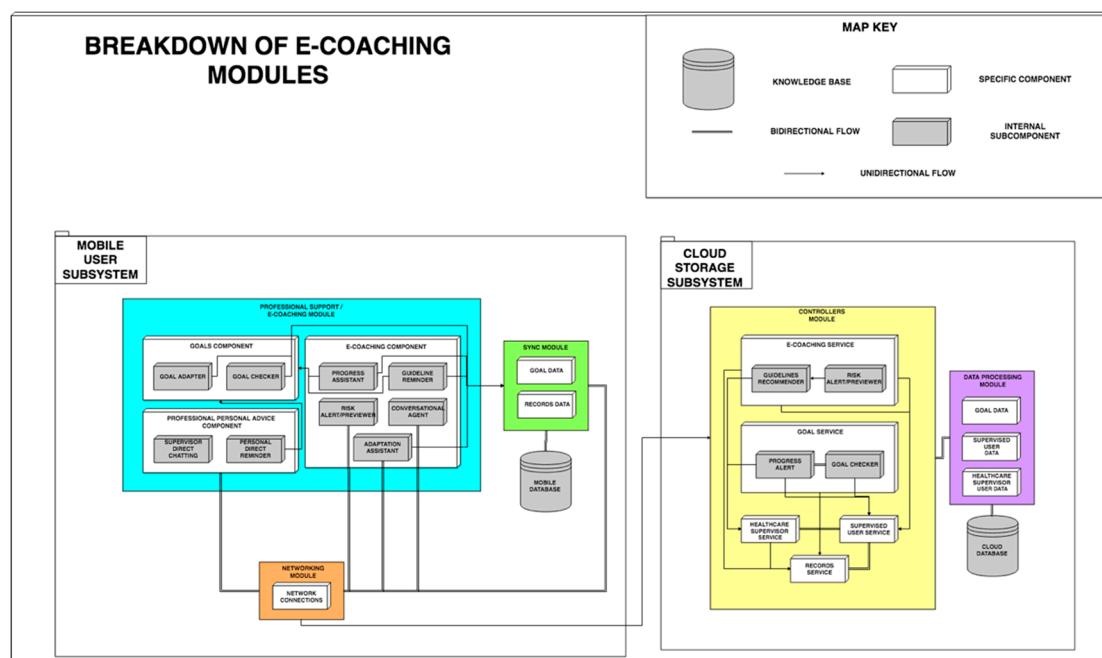 BREAKDOWN OF E-COACHING
MODULES
MAP KEY
KNOWLEDGE BASE
SPECIFIC COMPONENT
BIDIRECTIONAL FLOW
INTERNAL
SUBCOMPONENT
UNIDIRECTIONAL FLOW
MOBILE
USER
SUBSYSTEM
PROFESSIONAL SUPPORT /
E-COACHING MODULE
GOALS COMPONENT
GOAL ADAPTER
GOAL CHECKER
E-COACHING COMPONENT
PROGRESS
ASSISTANT
GUIDELINE
REMINDER
RISK
ALERT/PREVIEWER
CONVERSATIONAL
AGENT
ADAPTATION
ASSISTANT
PROFESSIONAL PERSONAL ADVICE
COMPONENT
SUPERVISOR
DIRECT
CHATTING
PERSONAL
DIRECT
REMINDER
SYNC MODULE
GOAL DATA
RECORDS DATA
MOBILE
DATABASE
NETWORKING
MODULE
NETWORK
CONNECTIONS
CLOUD
STORAGE
SUBSYSTEM
CONTROLLERS
MODULE
E-COACHING SERVICE
GUIDELINES
RECOMMENDER
RISK
ALERT/PREVIEWER
GOAL SERVICE
PROGRESS
ALERT
GOAL CHECKER
HEALTHCARE
SUPERVISOR
SERVICE
SUPERVISED
USER SERVICE
RECORDS
SERVICE
DATA PROCESSING
MODULE
GOAL DATA
SUPERVISED
USER
DATA
HEALTHCARE
SUPERVISOR
USER DATA
CLOUD
DATABASE